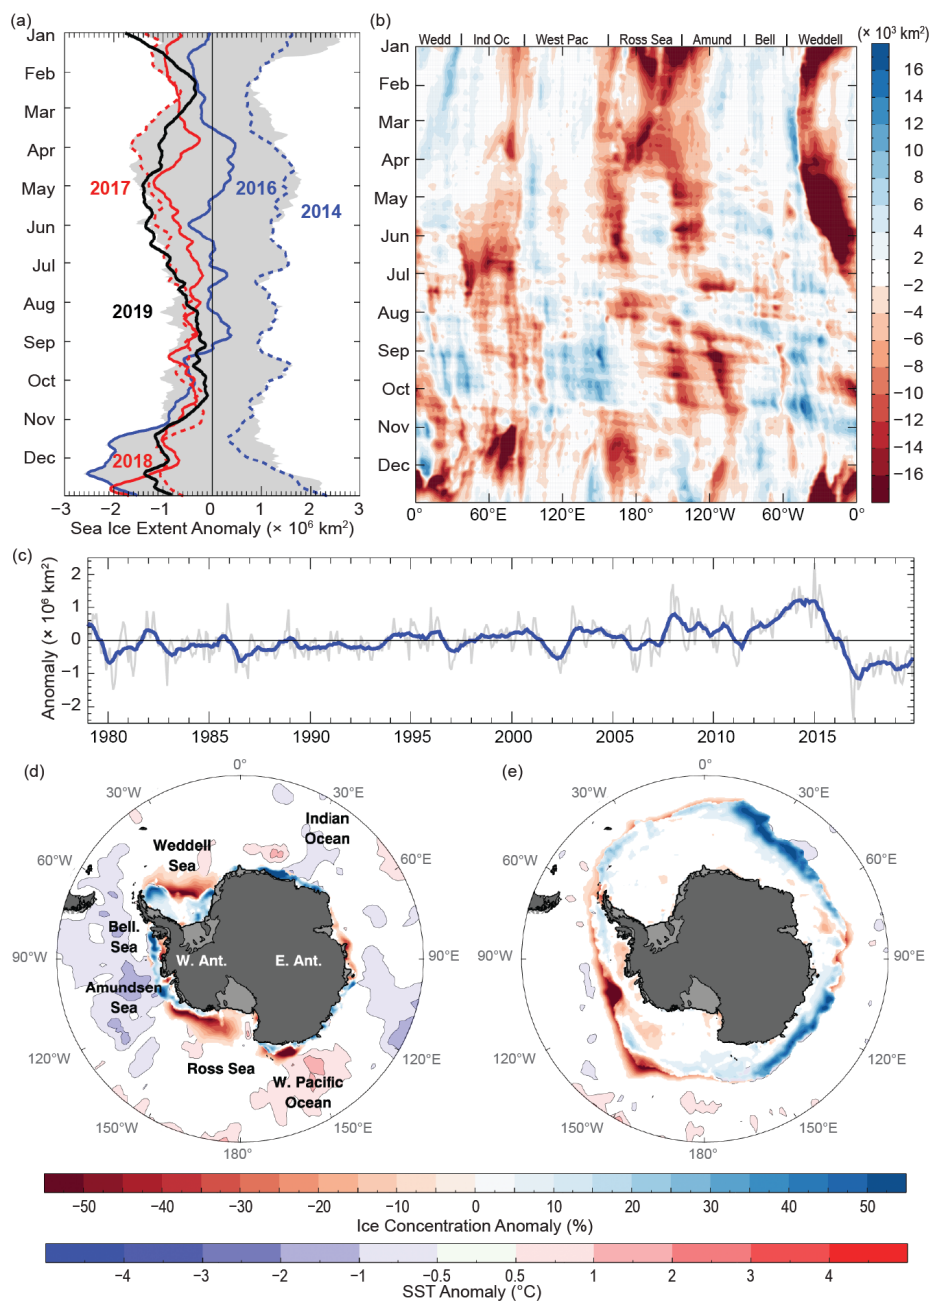 (a)
Jan
Feb
Mar
Apr
May
Jun
Jul
Aug
Sep
Oct
Nov
Dec
2017
2016
2014
2019
2018
−3 −2 −1 0 1 2 3
Sea Ice Extent Anomaly (× 10⁶ km²)
(b)
Wedd Ind Oc West Pac Ross Sea Amund Bell Weddell
(× 10³ km²)
Jan
Feb
Mar
Apr
May
Jun
Jul
Aug
Sep
Oct
Nov
Dec
0° 60°E 120°E 180° 120°W 60°W 0°
16
14
12
10
8
6
4
2
−2
−4
−6
−8
−10
−12
−14
−16
(c)
Anomaly (× 10⁶ km²)
2
1
0
−1
−2
1980 1985 1990 1995 2000 2005 2010 2015
(d)
0°
30°W 30°E
60°W 60°E
90°W 90°E
120°W 120°E
150°W 150°E
180°
Indian
Ocean
Weddell
Sea
Bell.
Sea
W. Ant. E. Ant.
Amundsen
Sea
Ross Sea
W. Pacific
Ocean
(e)
0°
30°W 30°E
60°W 60°E
90°W 90°E
120°W 120°E
150°W 150°E
180°
−50 −40 −30 −20 −10 0 10 20 30 40 50
Ice Concentration Anomaly (%)
−4 −3 −2 −1 −0.5 0.5 1 2 3 4
SST Anomaly (°C)